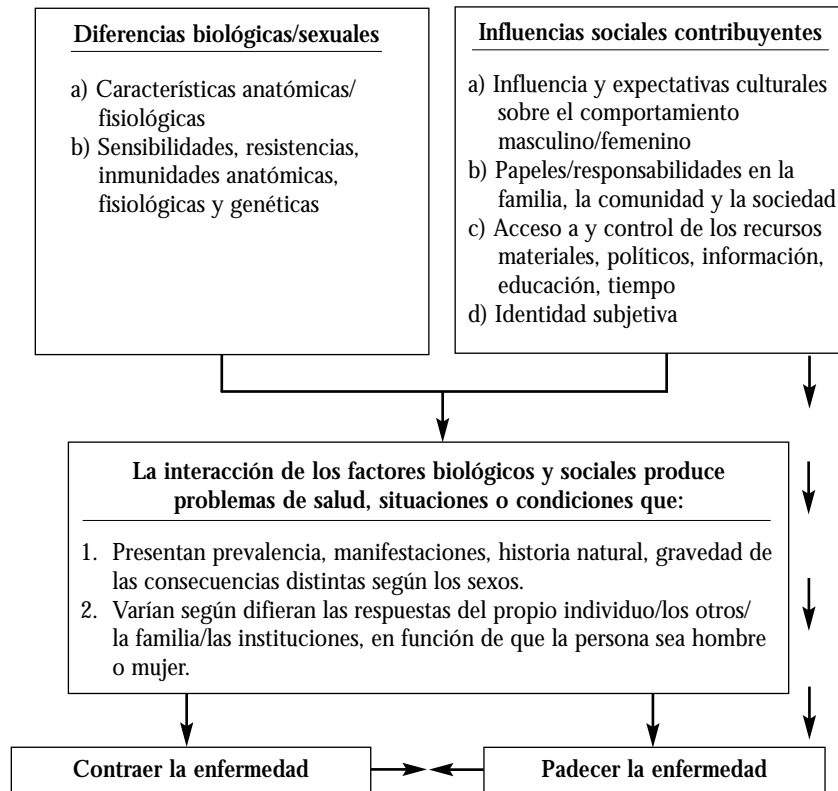 Diferencias biológicas/sexuales
a) Características anatómicas/
fisiológicas
b) Sensibilidades, resistencias,
inmunidades anatómicas,
fisiológicas y genéticas
Influencias sociales contribuyentes
a) Influencia y expectativas culturales
sobre el comportamiento
masculino/femenino
b) Papeles/responsabilidades en la
familia, la comunidad y la sociedad
c) Acceso a y control de los recursos
materiales, políticos, información,
educación, tiempo
d) Identidad subjetiva
La interacción de los factores biológicos y sociales produce
problemas de salud, situaciones o condiciones que:
1. Presentan prevalencia, manifestaciones, historia natural, gravedad de
las consecuencias distintas según los sexos.
2. Varían según difieran las respuestas del propio individuo/los otros/
la familia/las instituciones, en función de que la persona sea hombre
o mujer.
Contraer la enfermedad
Padecer la enfermedad